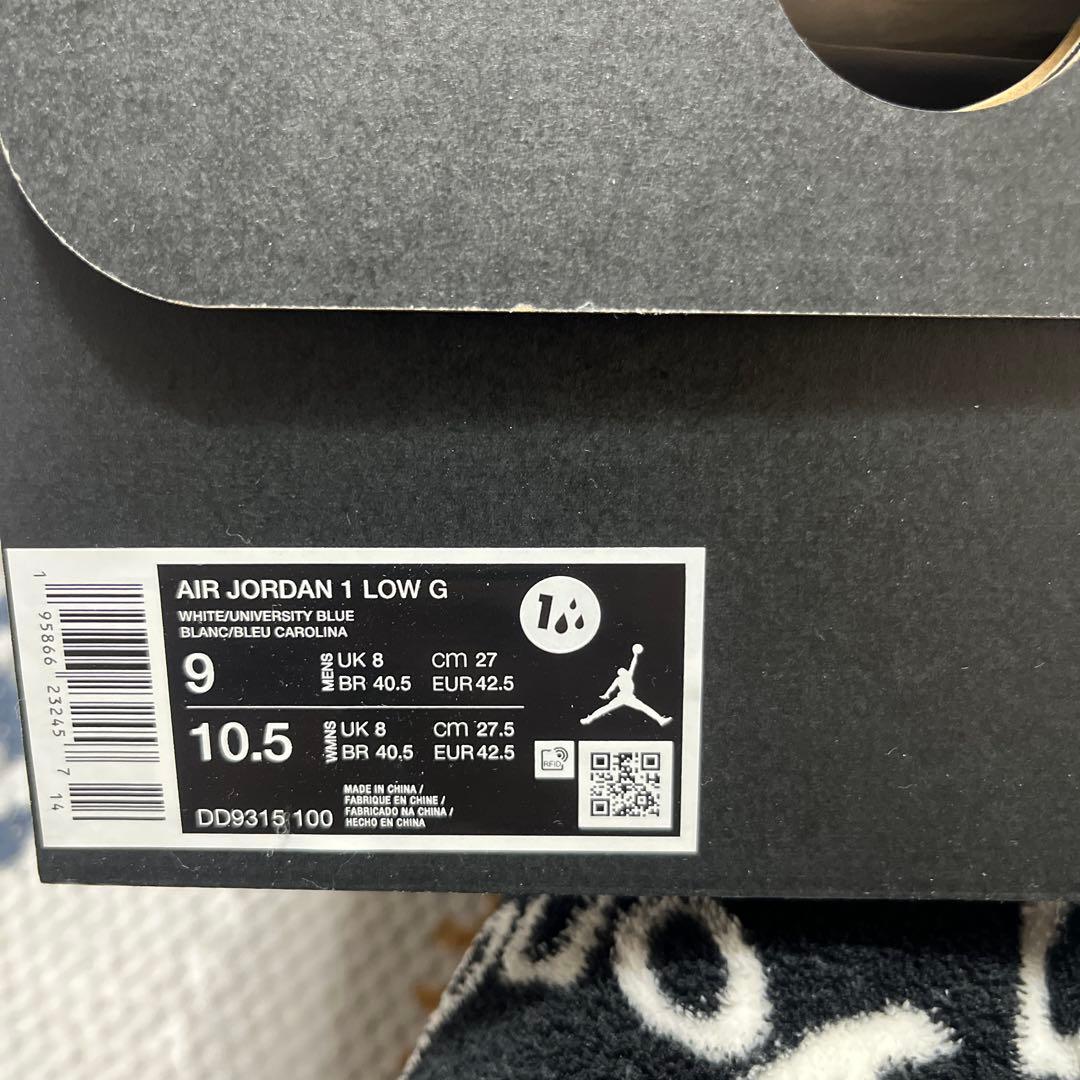 AIR JORDAN 1 LOW G
1
WHITE/UNIVERSITY BLUE
BLANC/BLEU CAROLINA
9
MENS
UK 8 CM 27
BR 40.5 EUR 42.5
10.5
WMNS
UK 8 CM 27.5
BR 40.5 EUR 42.5
RFID
DD9315 100
MADE IN CHINA /
FABRIQUE EN CHINE /
FABRICADO NA CHINA /
HECHO EN CHINA
1 95866 23245 7 14